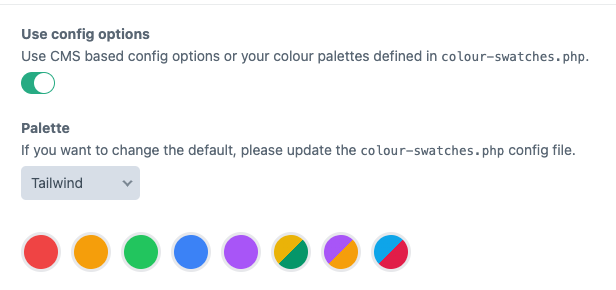 Use config options
Use CMS based config options or your colour palettes defined in colour-swatches.php.
Palette
If you want to change the default, please update the colour-swatches.php config file.
Tailwind